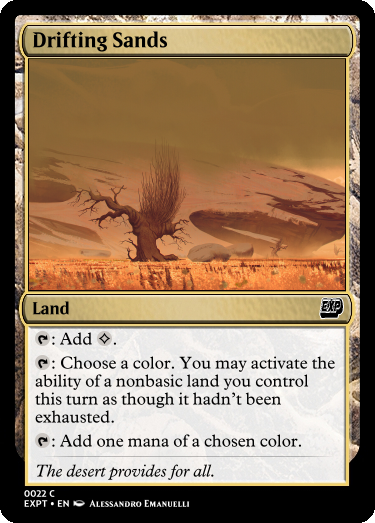 Drifting Sands
Land
EXP
: Add .
: Choose a color. You may activate the
ability of a nonbasic land you control
this turn as though it hadn't been
exhausted.
: Add one mana of a chosen color.
The desert provides for all.
0022 C
EXPT • EN Alessandro Emanuelli